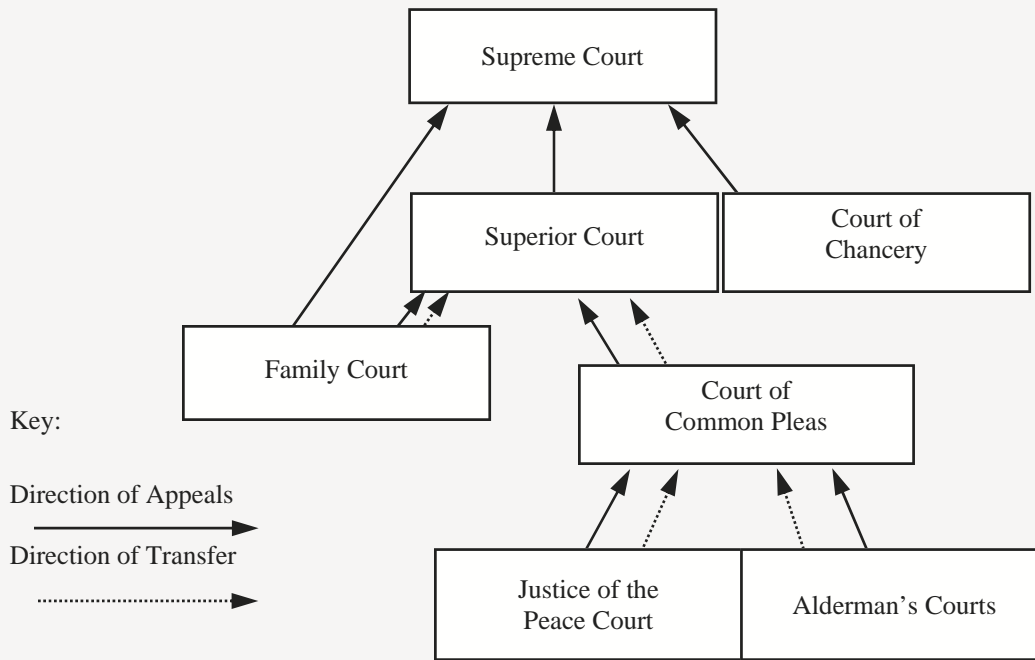 Supreme Court
Superior Court
Court of
Chancery
Family Court
Court of
Common Pleas
Key:
Direction of Appeals
Direction of Transfer
Justice of the
Peace Court
Alderman’s Courts